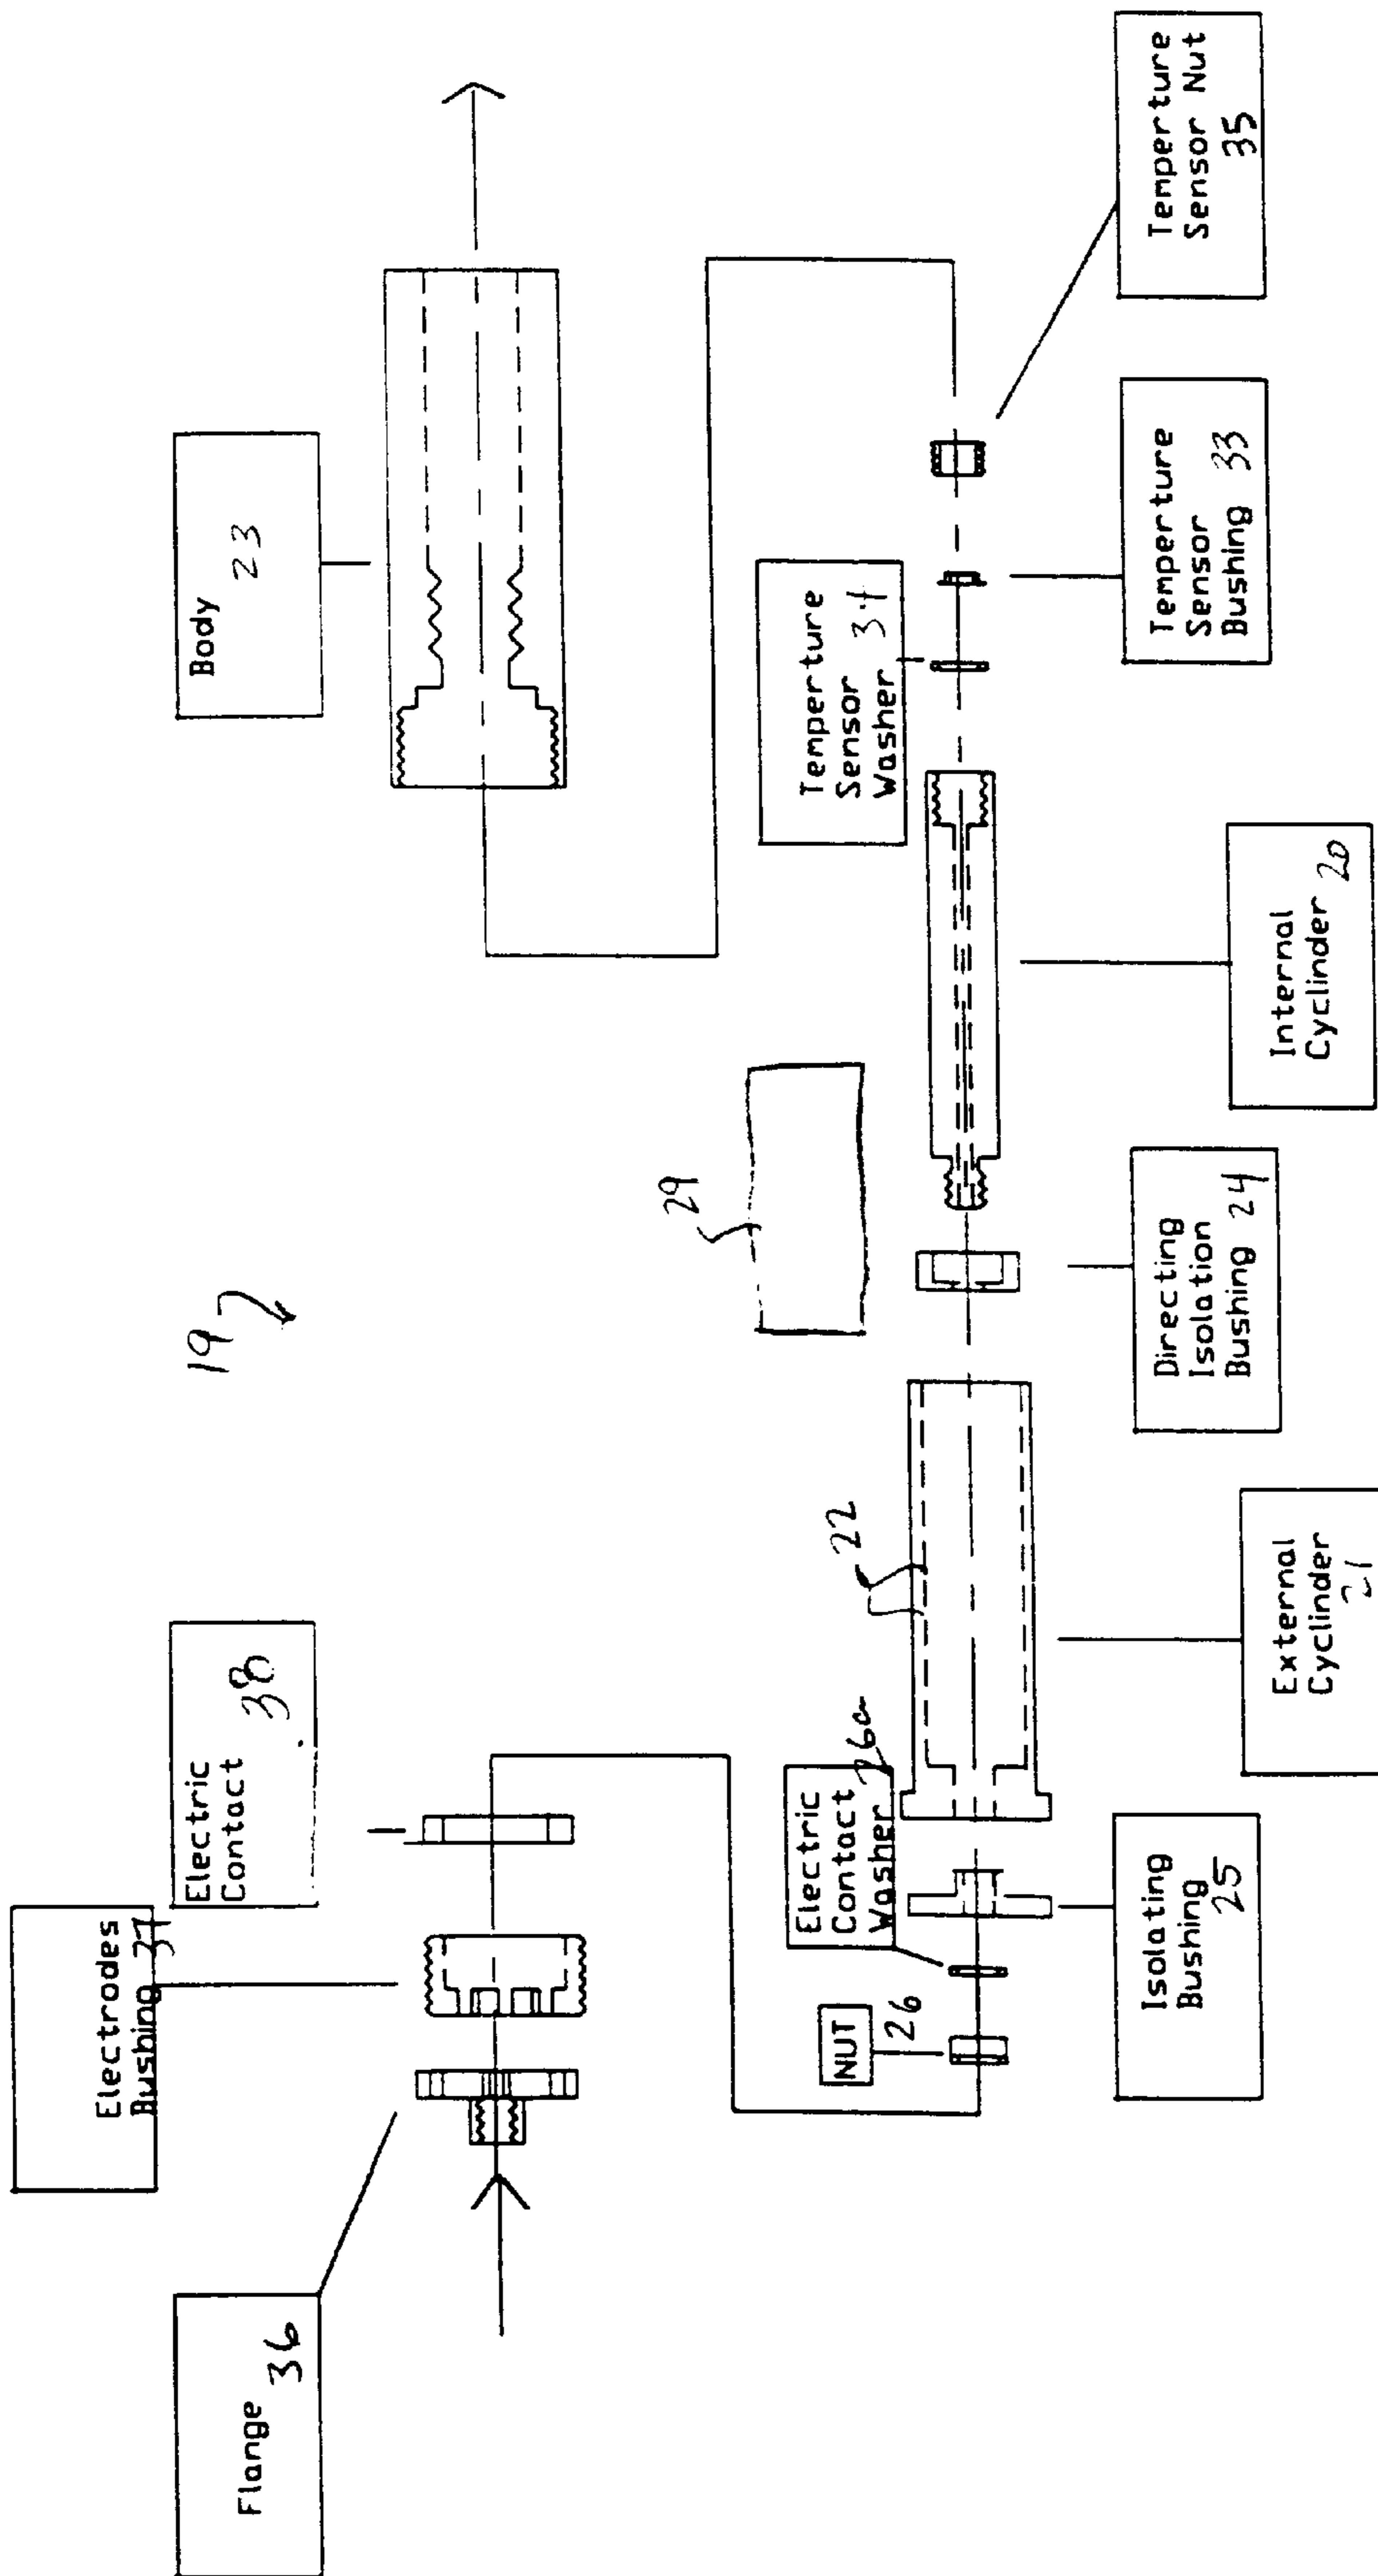 Electrodes
Bushing 37
Flange 36
Electric
Contact 38
19
Body
23
NUT
26
Electric
Contact
Washer 26a
22
29
Temperture
Sensor 34
Washer
Isolating
Bushing
25
External
Cyclinder
21
Directing
Isolation
Bushing 24
Internal
Cyclinder 20
Temperture
Sensor
Bushing 33
Temperture
Sensor Nut
35